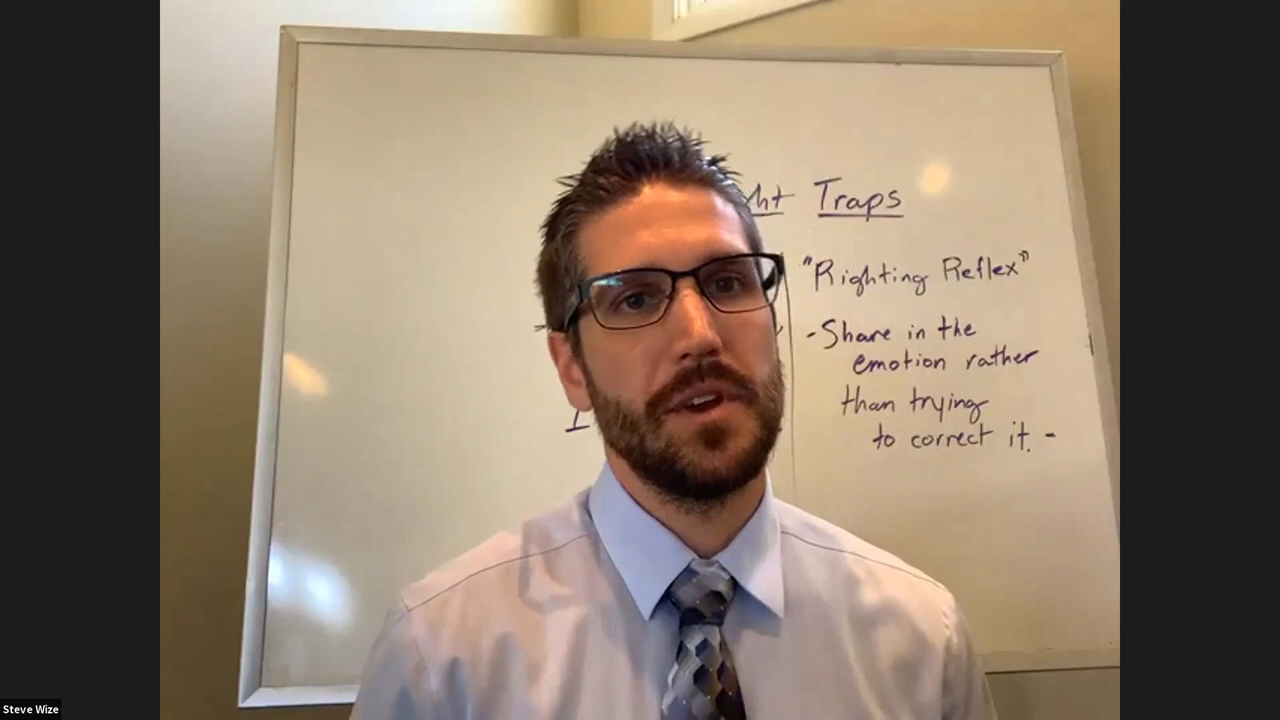 Traps
"Righting Reflex"
- Share in the
emotion rather
than trying
to correct it. -
Steve Wize